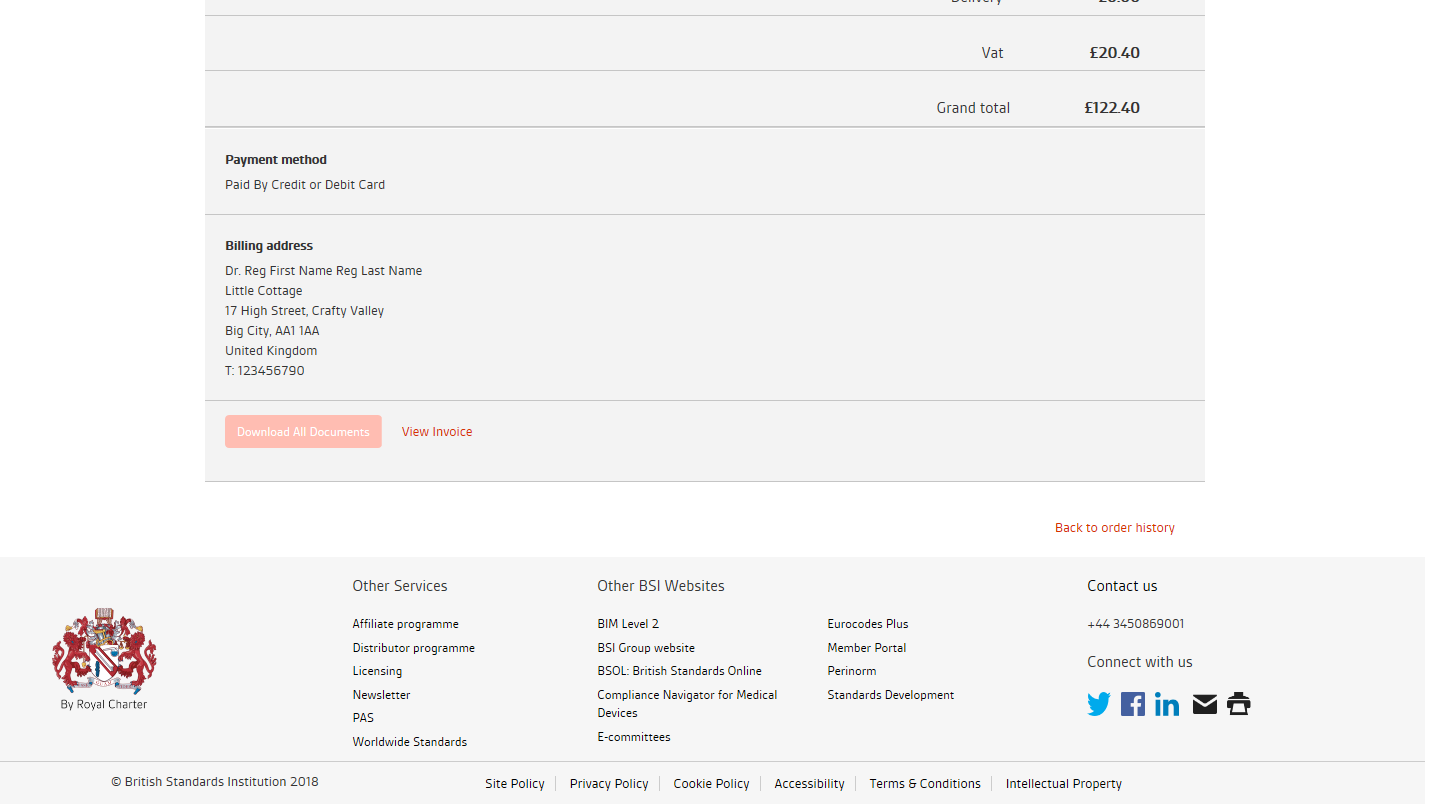 Vat £20.40
Grand total £122.40
Payment method
Paid By Credit or Debit Card
Billing address
Dr. Reg First Name Reg Last Name
Little Cottage
17 High Street, Crafty Valley
Big City, AA1 1AA
United Kingdom
T: 123456790
Download All Documents View Invoice
Back to order history
By Royal Charter
Other Services
Affiliate programme
Distributor programme
Licensing
Newsletter
PAS
Worldwide Standards
Other BSI Websites
BIM Level 2
BSI Group website
BSOL: British Standards Online
Compliance Navigator for Medical
Devices
E-committees
Eurocodes Plus
Member Portal
Perinorm
Standards Development
Contact us
+44 3450869001
Connect with us
© British Standards Institution 2018
Site Policy Privacy Policy Cookie Policy Accessibility Terms & Conditions Intellectual Property